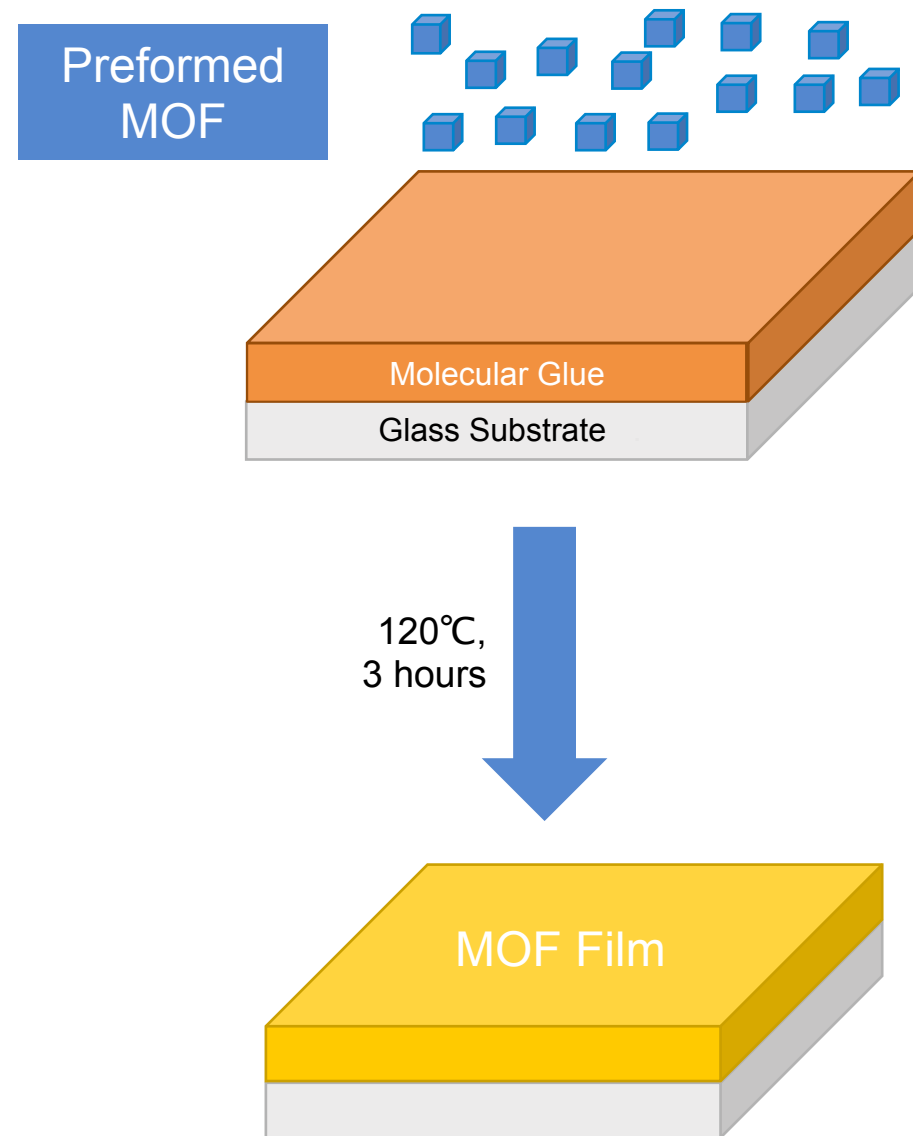 Preformed
MOF
Molecular Glue
Glass Substrate
120℃,
3 hours
MOF Film